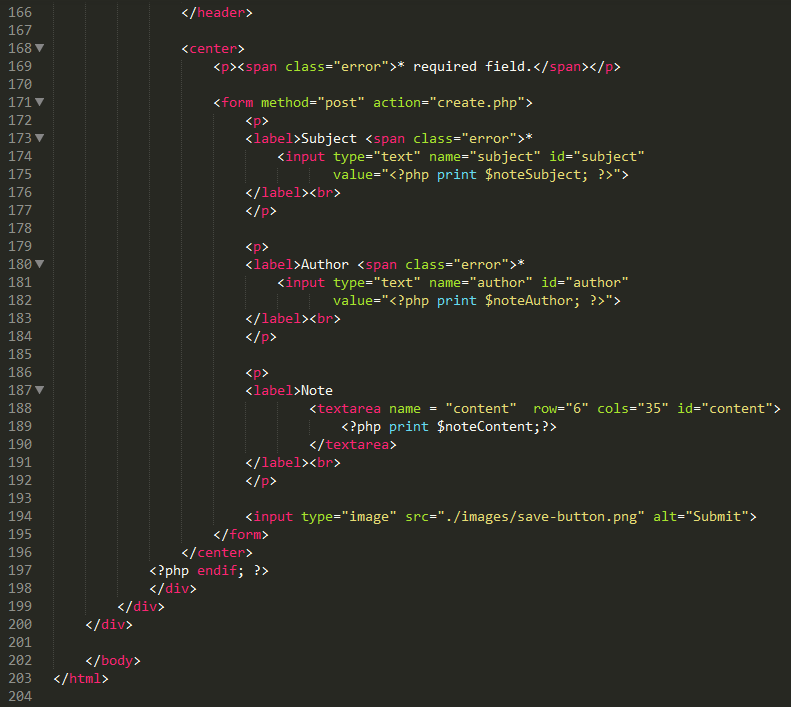 166                 </header>
167
168                 <center>
169                     <p><span class="error">* required field.</span></p>
170
171                     <form method="post" action="create.php">
172                         <p>
173                         <label>Subject <span class="error">*
174                             <input type="text" name="subject" id="subject"
175                                    value="<?php print $noteSubject; ?>">
176                         </label><br>
177                         </p>
178
179                         <p>
180                         <label>Author <span class="error">*
181                             <input type="text" name="author" id="author"
182                                    value="<?php print $noteAuthor; ?>">
183                         </label><br>
184                         </p>
185
186                         <p>
187                         <label>Note
188                                 <textarea name = "content"  row="6" cols="35" id="content">
189                                     <?php print $noteContent;?>
190                                 </textarea>
191                         </label><br>
192                         </p>
193
194                         <input type="image" src="./images/save-button.png" alt="Submit">
195                     </form>
196                 </center>
197             <?php endif; ?>
198             </div>
199         </div>
200     </div>
201
202     </body>
203 </html>
204